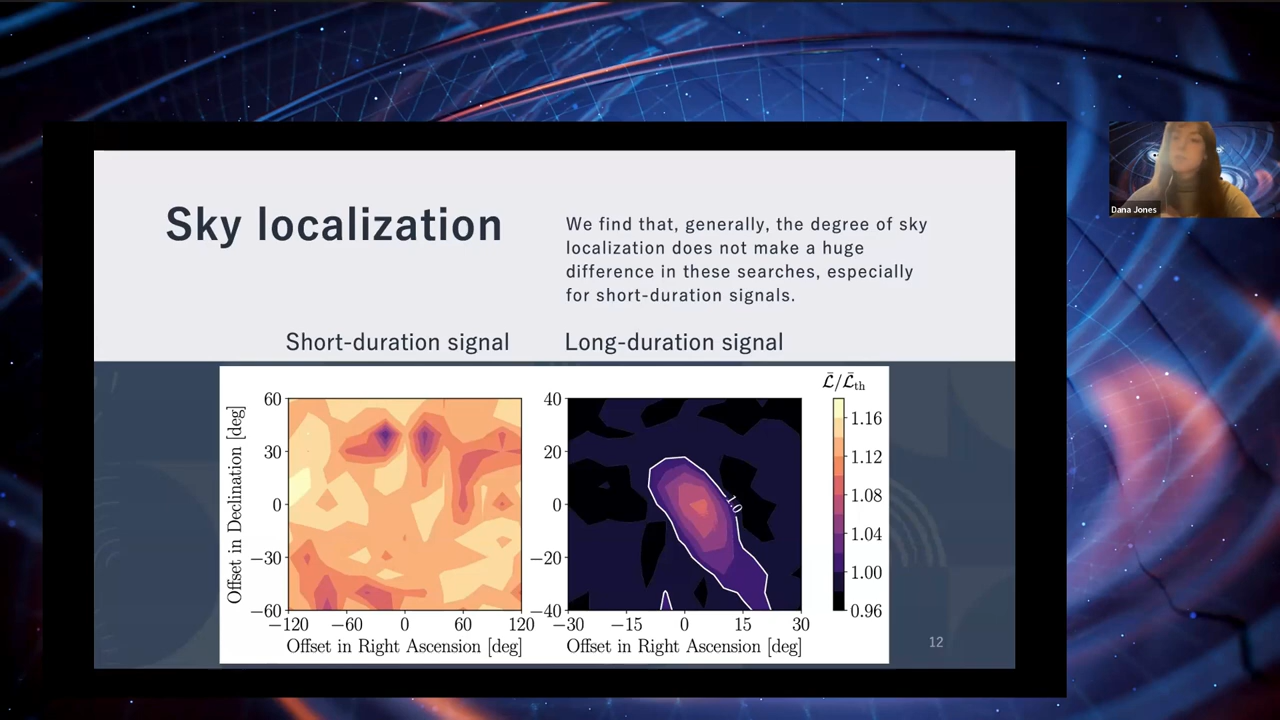 Sky localization
We find that, generally, the degree of sky
localization does not make a huge
difference in these searches, especially
for short-duration signals.
Short-duration signal
Long-duration signal
Offset in Declination [deg]
60
30
0
−30
−60
−120 −60 0 60 120
Offset in Right Ascension [deg]
40
20
0
−20
−40
1.0
−30 −15 0 15 30
Offset in Right Ascension [deg]
ℒ̄/ℒ̄th
1.16
1.12
1.08
1.04
1.00
0.96
12
Dana Jones